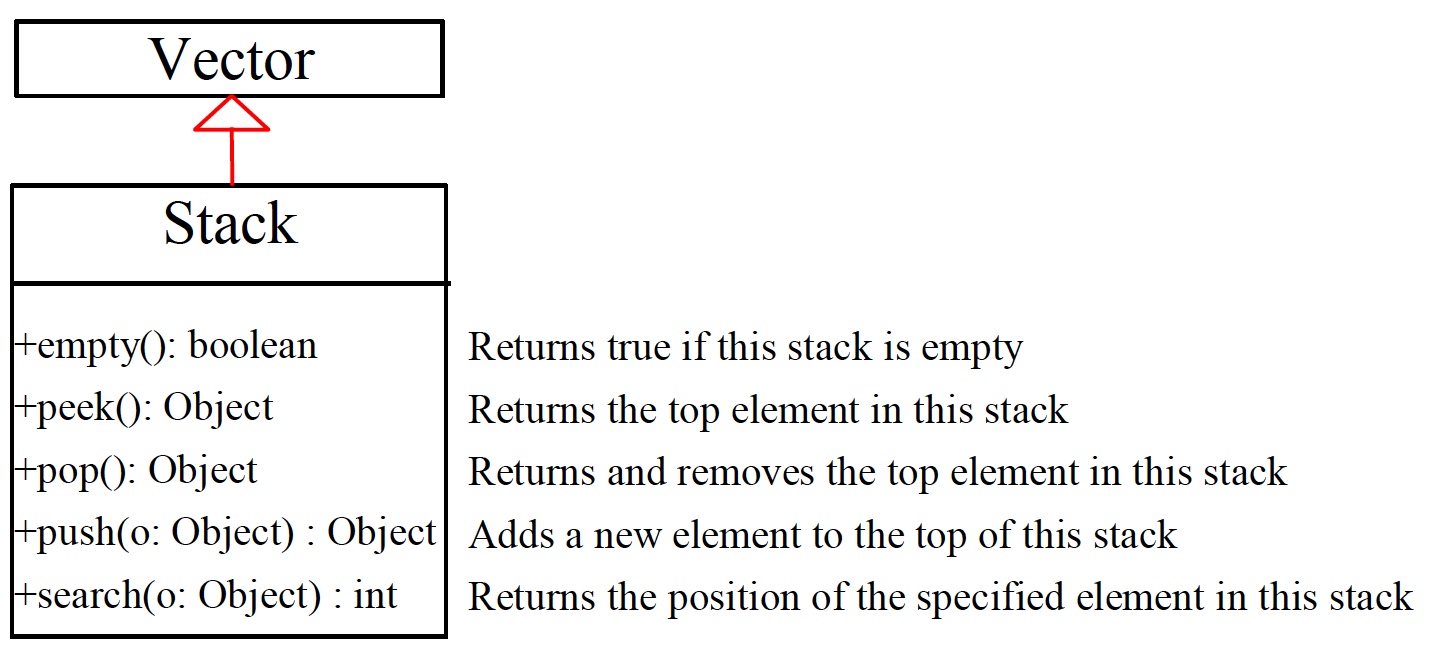 Vector
Stack
+empty(): boolean Returns true if this stack is empty
+peek(): Object Returns the top element in this stack
+pop(): Object Returns and removes the top element in this stack
+push(o: Object) : Object Adds a new element to the top of this stack
+search(o: Object) : int Returns the position of the specified element in this stack